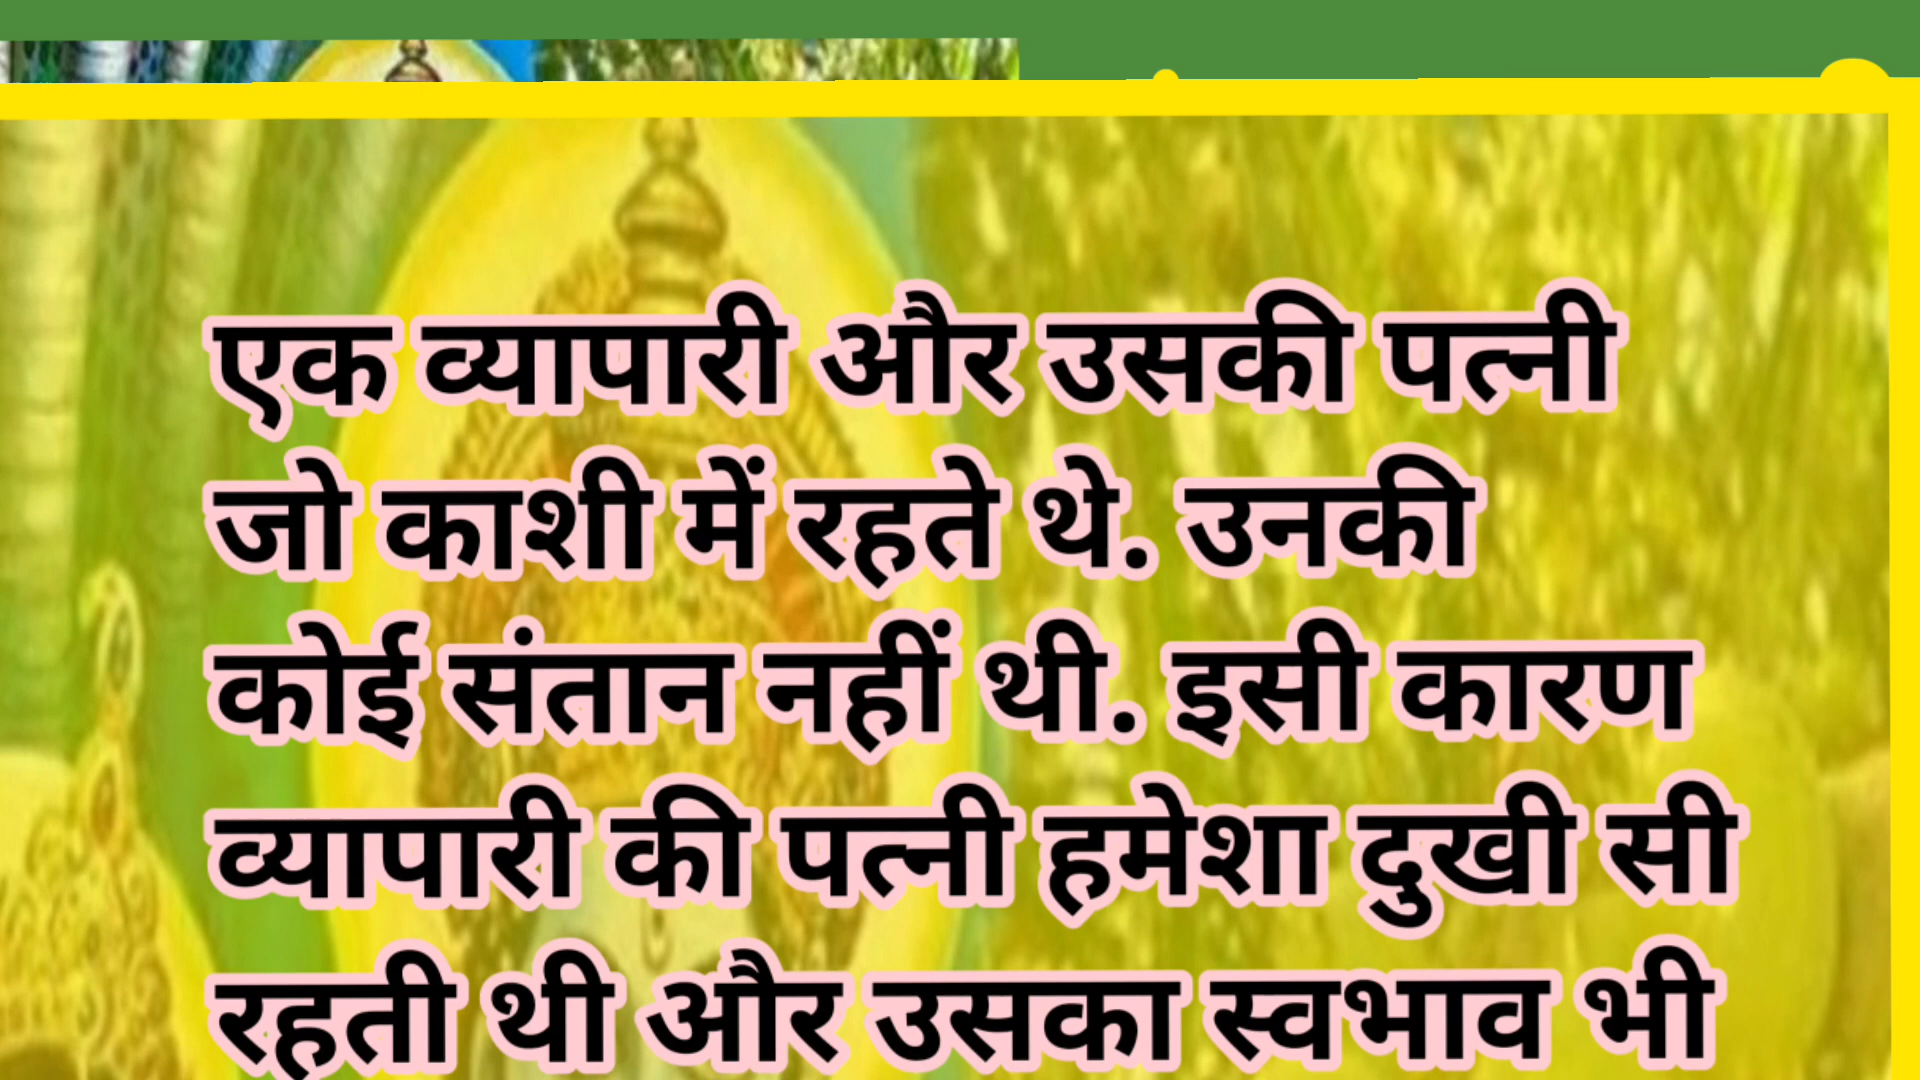 एक व्यापारी और उसकी पत्नी
जो काशी में रहते थे. उनकी
कोई संतान नहीं थी. इसी कारण
व्यापारी की पत्नी हमेशा दुखी सी
रहती थी और उसका स्वभाव भी